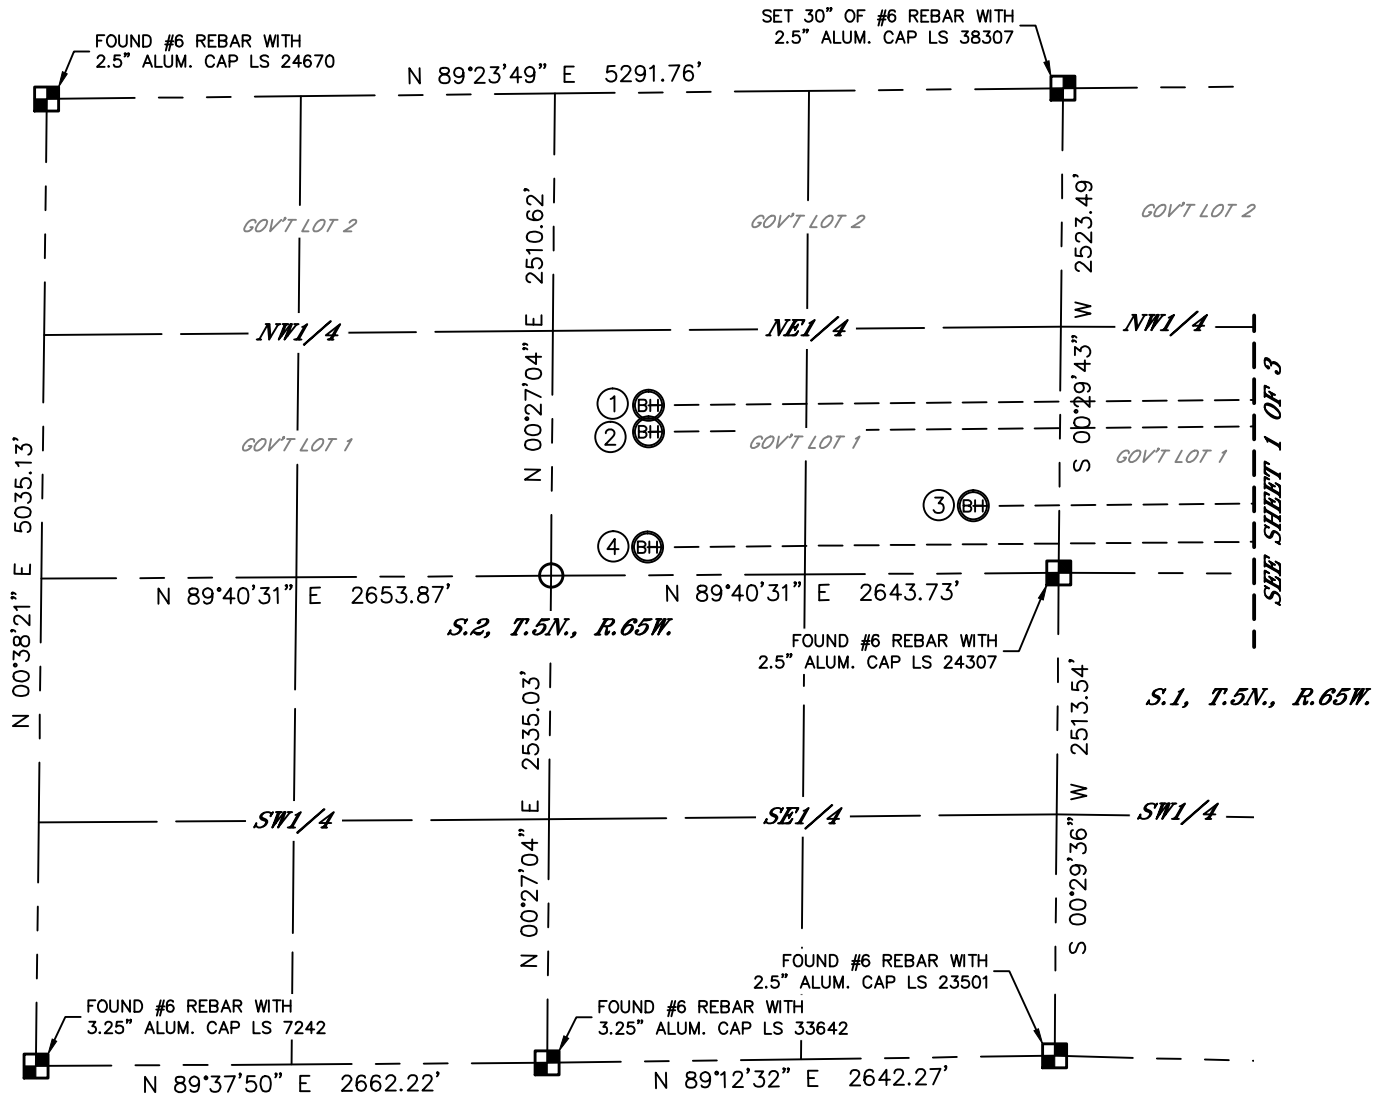 FOUND #6 REBAR WITH
2.5" ALUM. CAP LS 24670
SET 30" OF #6 REBAR WITH
2.5" ALUM. CAP LS 38307
N 89°23'49" E 5291.76'
GOV'T LOT 2
GOV'T LOT 2
GOV'T LOT 2
N 00°27'04" E 2510.62'
S 00°29'43" W 2523.49'
NW1/4
NE1/4
NW1/4
1 BH
2 BH
GOV'T LOT 1
GOV'T LOT 1
GOV'T LOT 1
3 BH
4 BH
SEE SHEET 1 OF 3
N 00°38'21" E 5035.13'
N 89°40'31" E 2653.87'
N 89°40'31" E 2643.73'
S.2, T.5N., R.65W.
FOUND #6 REBAR WITH
2.5" ALUM. CAP LS 24307
S.1, T.5N., R.65W.
N 00°27'04" E 2535.03'
S 00°29'36" W 2513.54'
SW1/4
SE1/4
SW1/4
FOUND #6 REBAR WITH
2.5" ALUM. CAP LS 23501
FOUND #6 REBAR WITH
3.25" ALUM. CAP LS 7242
FOUND #6 REBAR WITH
3.25" ALUM. CAP LS 33642
N 89°37'50" E 2662.22'
N 89°12'32" E 2642.27'